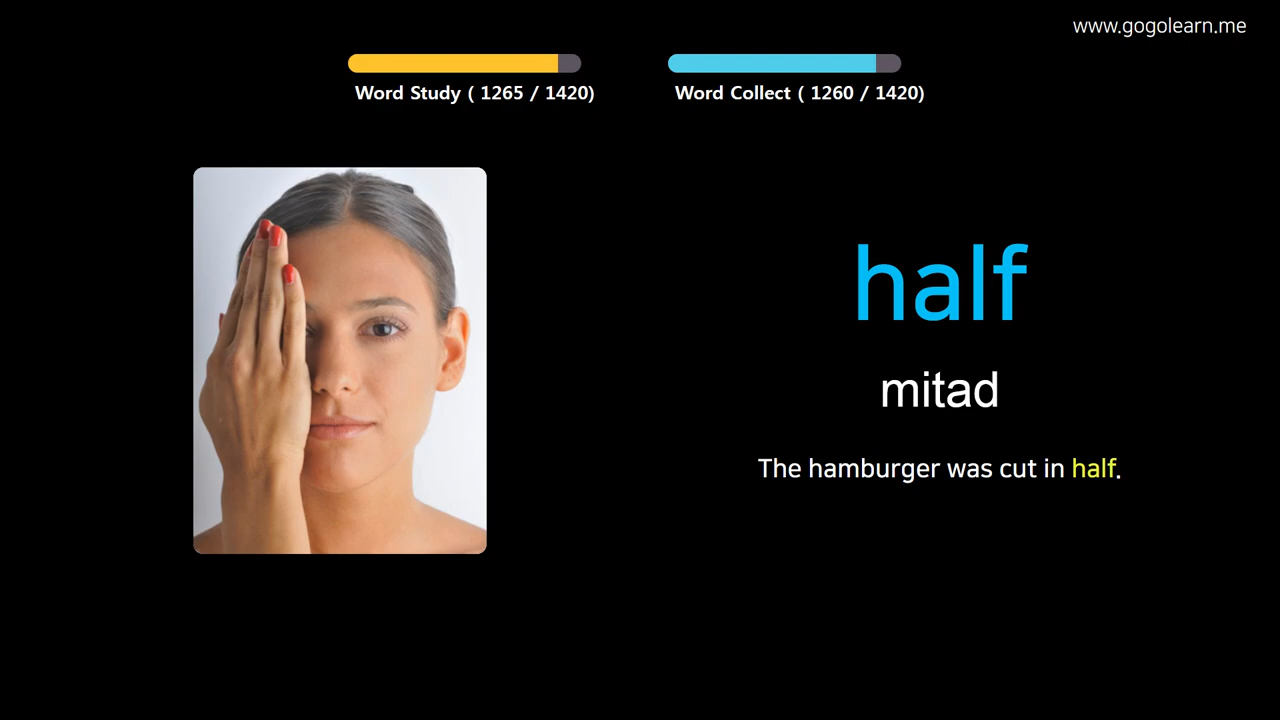 www.gogolearn.me
Word Study ( 1265 / 1420)
Word Collect ( 1260 / 1420)
half
mitad
The hamburger was cut in half.